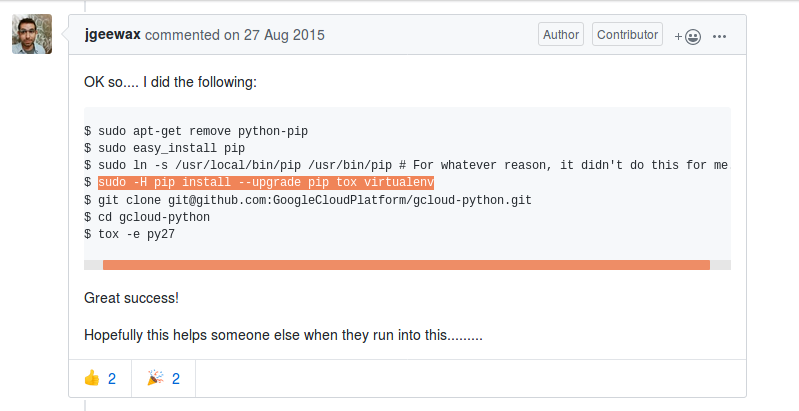 jgeewax commented on 27 Aug 2015 Author Contributor +
OK so.... I did the following:
$ sudo apt-get remove python-pip
$ sudo easy_install pip
$ sudo ln -s /usr/local/bin/pip /usr/bin/pip # For whatever reason, it didn't do this for me
$ sudo -H pip install --upgrade pip tox virtualenv
$ git clone git@github.com:GoogleCloudPlatform/gcloud-python.git
$ cd gcloud-python
$ tox -e py27
Great success!
Hopefully this helps someone else when they run into this.........
2 2